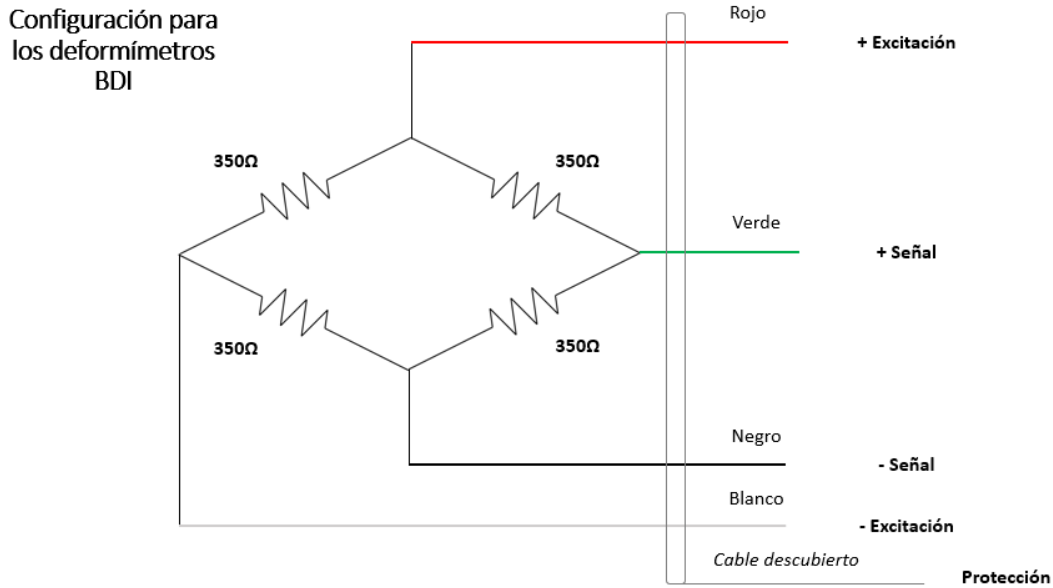 Configuración para
los deformímetros
BDI
Rojo
+ Excitación
350Ω
350Ω
Verde
+ Señal
350Ω
350Ω
Negro
- Señal
Blanco
- Excitación
Cable descubierto
Protección